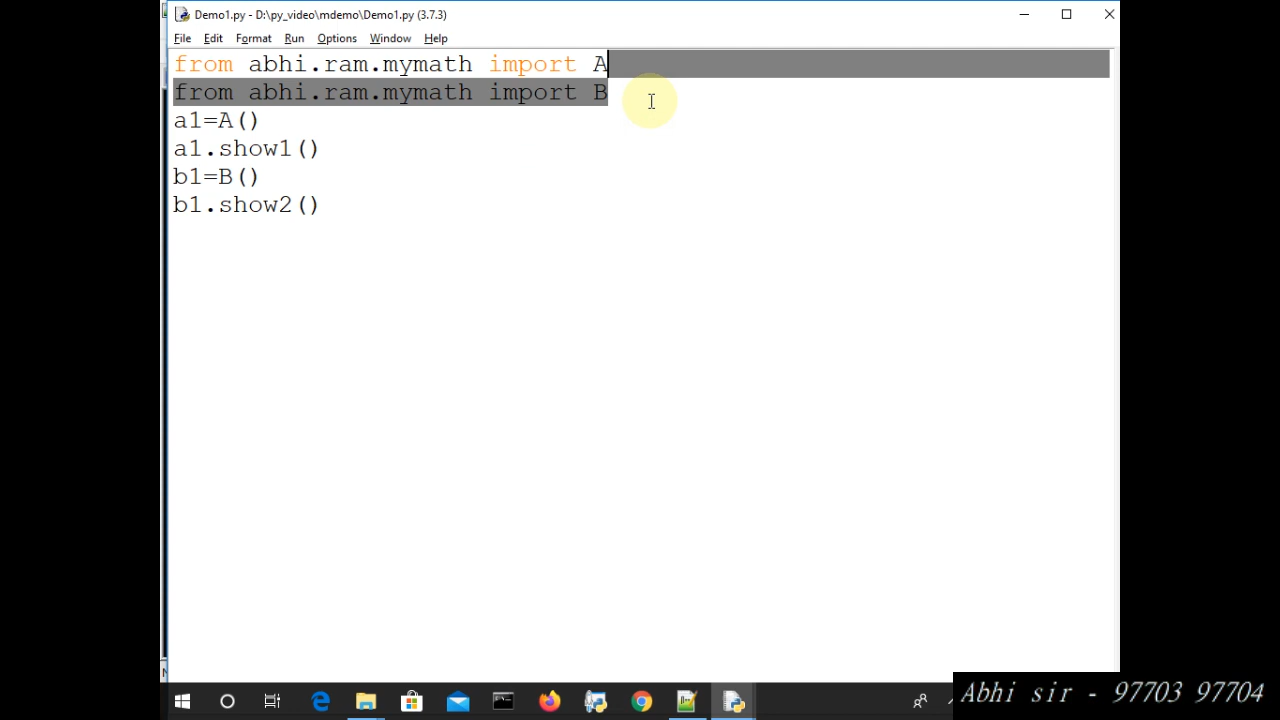 Demo1.py - D:\py_video\mdemo\Demo1.py (3.7.3)
File Edit Format Run Options Window Help
from abhi.ram.mymath import A
from abhi.ram.mymath import B
a1=A()
a1.show1()
b1=B()
b1.show2()
Abhi sir - 97703 97704